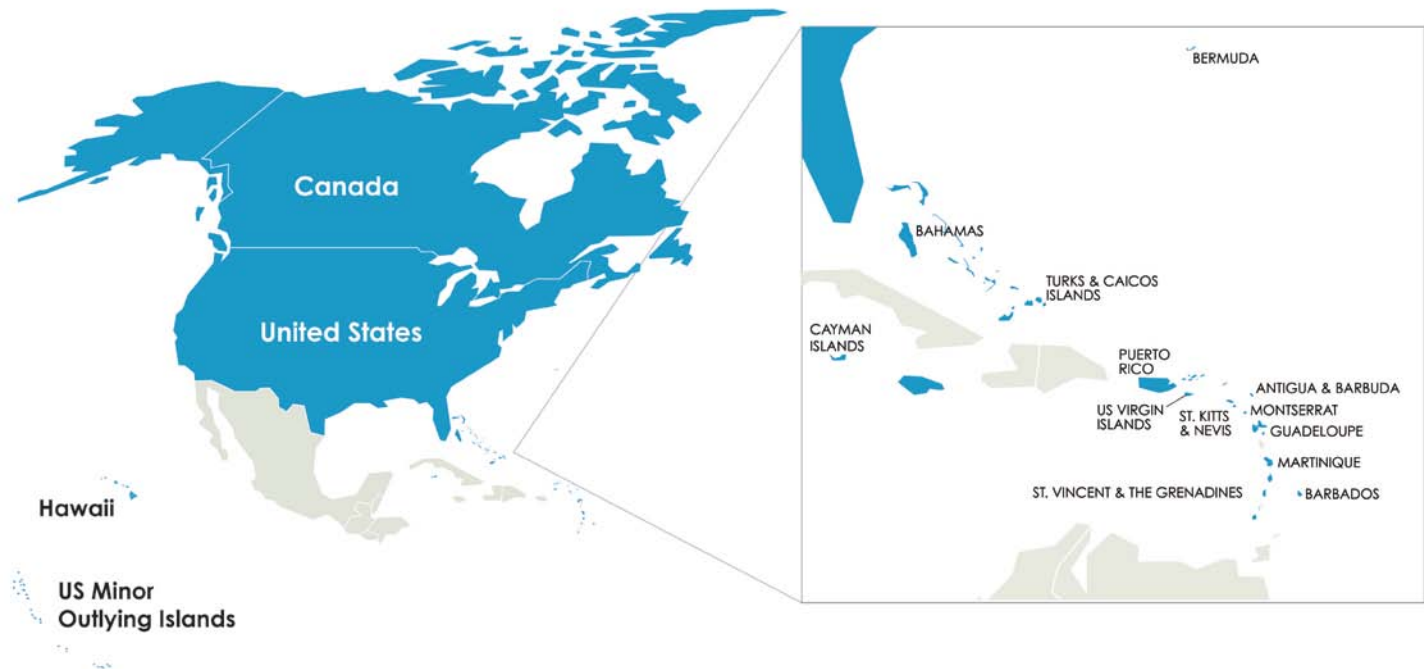 Canada
United States
Hawaii
US Minor
Outlying Islands
BERMUDA
BAHAMAS
TURKS & CAICOS
ISLANDS
CAYMAN
ISLANDS
PUERTO
RICO
US VIRGIN
ISLANDS
ST. KITTS
& NEVIS
ANTIGUA & BARBUDA
MONTSERRAT
GUADELOUPE
MARTINIQUE
ST. VINCENT & THE GRENADINES
BARBADOS